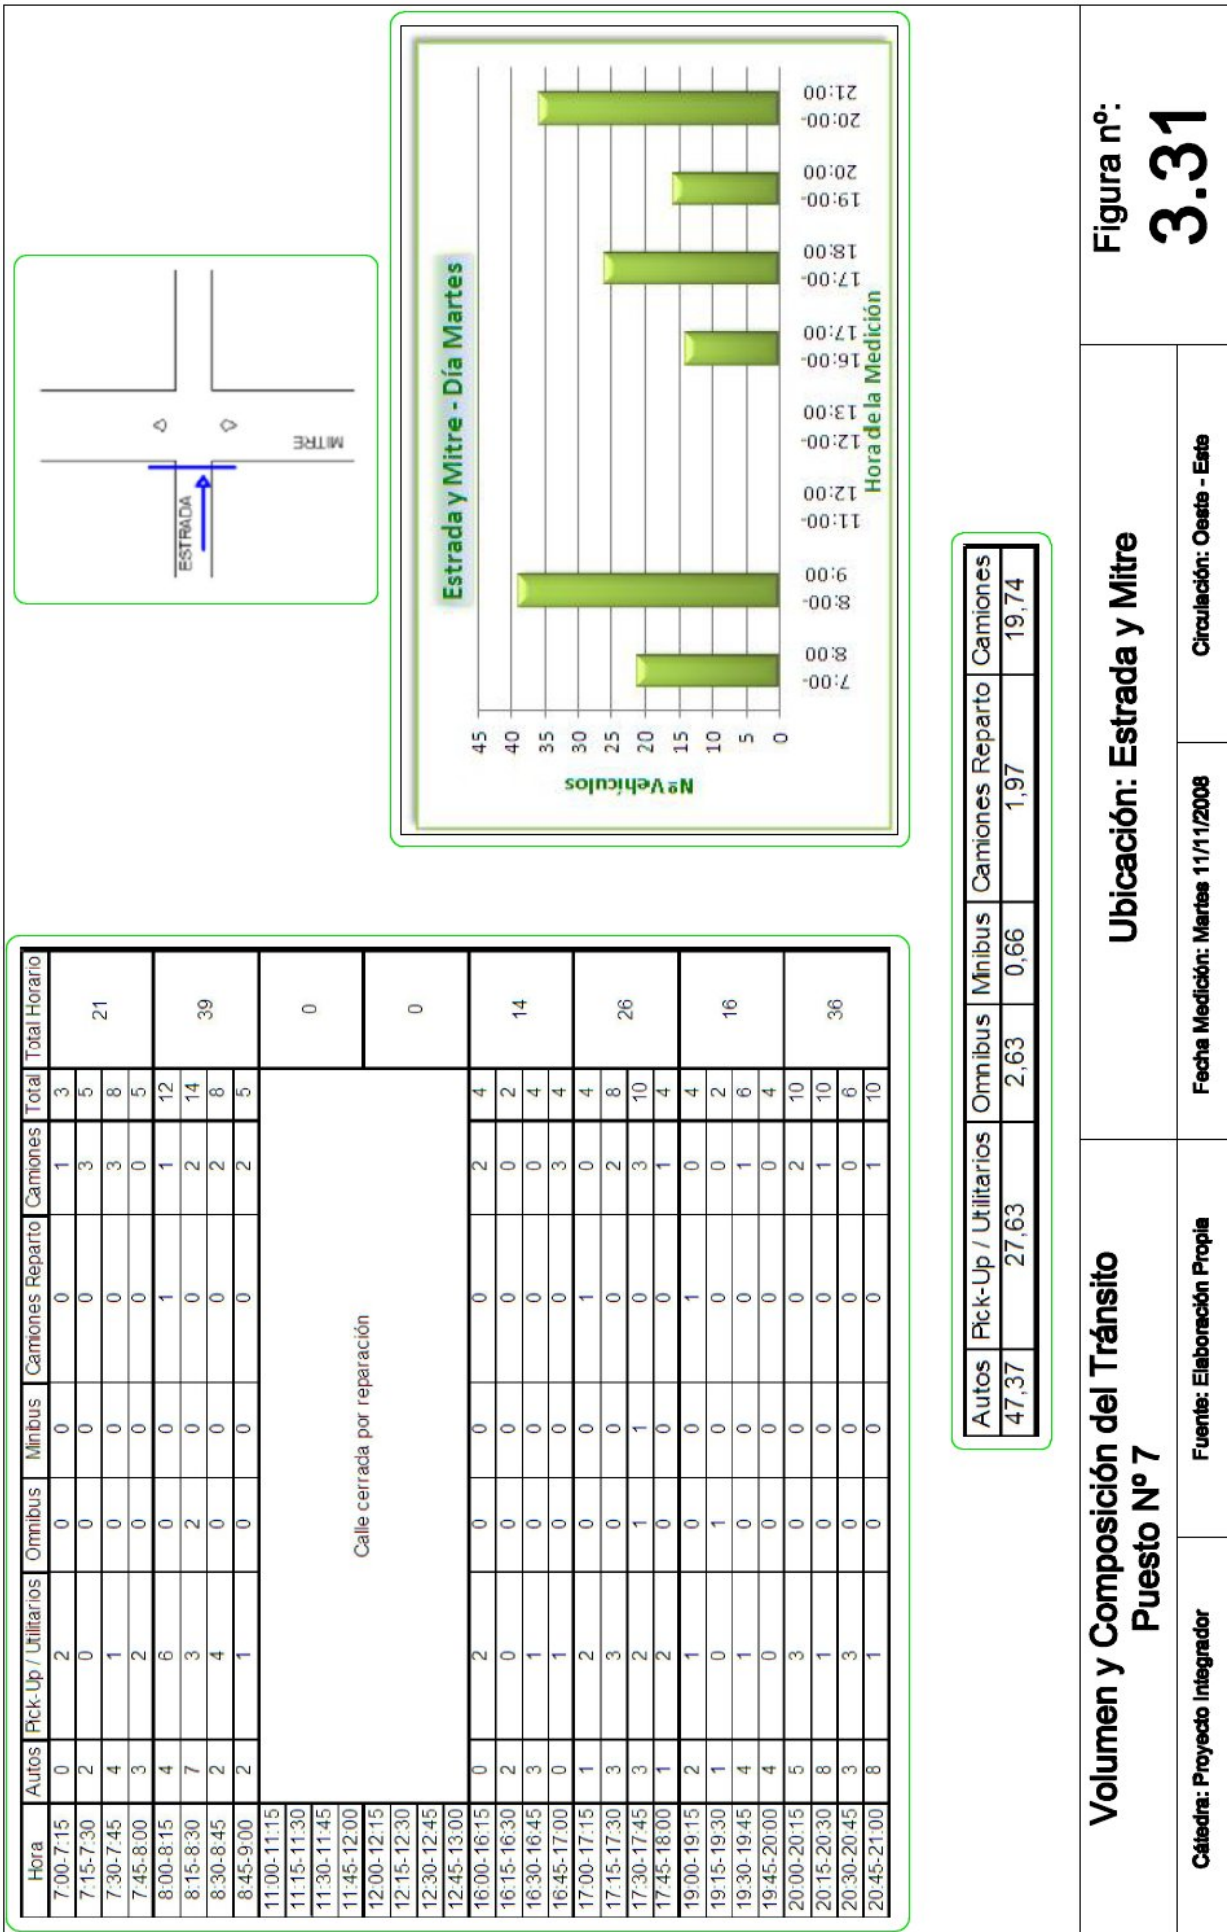 Hora Autos Pick-Up / Utilitarios Omnibus Minibus Camiones Reparto Camiones Total Total Horario
7:00-7:15 0 2 0 0 0 1 3 21
7:15-7:30 2 0 0 0 0 3 5
7:30-7:45 4 1 0 0 0 3 8
7:45-8:00 3 2 0 0 0 0 5
8:00-8:15 4 6 0 0 1 1 12 39
8:15-8:30 7 3 2 0 0 2 14
8:30-8:45 2 4 0 0 0 2 8
8:45-9:00 2 1 0 0 0 2 5
11:00-11:15 Calle cerrada por reparación 0
11:15-11:30
11:30-11:45
11:45-12:00
12:00-12:15 0
12:15-12:30
12:30-12:45
12:45-13:00
16:00-16:15 0 2 0 0 0 2 4 14
16:15-16:30 2 0 0 0 0 0 2
16:30-16:45 3 1 0 0 0 0 4
16:45-17:00 0 1 0 0 0 3 4
17:00-17:15 1 2 0 0 1 0 4 26
17:15-17:30 3 3 0 0 0 2 8
17:30-17:45 3 2 1 1 0 3 10
17:45-18:00 1 2 0 0 0 1 4
19:00-19:15 2 1 0 0 1 0 4 16
19:15-19:30 1 0 1 0 0 0 2
19:30-19:45 4 1 0 0 0 1 6
19:45-20:00 4 0 0 0 0 0 4
20:00-20:15 5 3 0 0 0 2 10 36
20:15-20:30 8 1 0 0 0 1 10
20:30-20:45 3 3 0 0 0 0 6
20:45-21:00 8 1 0 0 0 1 10
ESTRADA
MITRE
Estrada y Mitre - Día Martes
Nº Vehículos
45
40
35
30
25
20
15
10
5
0
7:00-8:00
8:00-9:00
11:00-12:00
12:00-13:00
16:00-17:00
17:00-18:00
19:00-20:00
20:00-21:00
Hora de la Medición
Autos Pick-Up / Utilitarios Omnibus Minibus Camiones Reparto Camiones
47,37 27,63 2,63 0,66 1,97 19,74
Volumen y Composición del Tránsito
Puesto Nº 7
Ubicación: Estrada y Mitre
Figura nº:
3.31
Cátedra: Proyecto Integrador
Fuente: Elaboración Propia
Fecha Medición: Martes 11/11/2008
Circulación: Oeste - Este